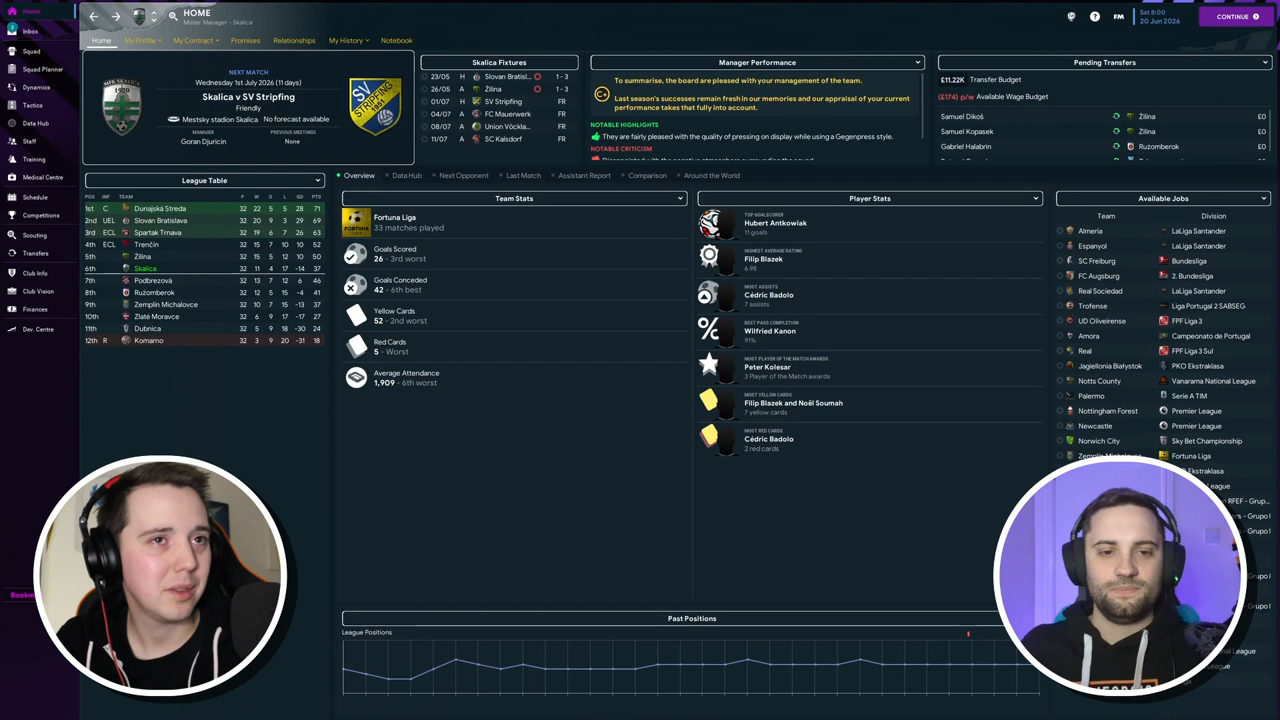 Home
Inbox
Squad
Squad Planner
Dynamics
Tactics
Data Hub
Staff
Training
Medical Centre
Schedule
Competitions
Scouting
Transfers
Club Info
Club Vision
Finances
Dev. Centre
HOME
Mister Manager - Skalica
FM
Sat 8:00
20 Jun 2026
CONTINUE
Home
My Profile
My Contract
Promises
Relationships
My History
Notebook
MFK SKALICA
1920
NEXT MATCH
Wednesday 1st July 2026 (11 days)
Skalica v SV Stripfing
Friendly
Mestsky stadion Skalica No forecast available
MANAGER
Goran Djuricin
PREVIOUS MEETINGS
None
SV STRIPFING
Skalica Fixtures
23/05 H Slovan Bratisl... 1 - 3
26/05 A Žilina 1 - 3
01/07 H SV Stripfing FR
04/07 A FC Mauerwerk FR
08/07 A Union Vöckla... FR
11/07 A SC Kalsdorf FR
Manager Performance
C+
To summarise, the board are pleased with your management of the team.
Last season's successes remain fresh in our memories and our appraisal of your current
performance takes that fully into account.
NOTABLE HIGHLIGHTS
They are fairly pleased with the quality of pressing on display while using a Gegenpress style.
NOTABLE CRITICISM
Pending Transfers
£11.22K Transfer Budget
(£174) p/w Available Wage Budget
Samuel Dikoš Žilina £0
Samuel Kopasek Žilina £0
Gabriel Halabrin Ružomberok £0
League Table
POS INF TEAM P W D L GD PTS
1st C Dunajská Streda 32 22 5 5 28 71
2nd UEL Slovan Bratislava 32 20 9 3 29 69
3rd ECL Spartak Trnava 32 19 6 7 26 63
4th ECL Trenčín 32 15 7 10 10 52
5th Žilina 32 15 5 12 10 50
6th Skalica 32 11 4 17 -14 37
7th Podbrezová 32 13 7 12 6 46
8th Ružomberok 32 12 5 15 -4 41
9th Zemplín Michalovce 32 10 7 15 -13 37
10th Zlaté Moravce 32 6 9 17 -17 27
11th Dubnica 32 5 9 18 -30 24
12th R Komarno 32 3 9 20 -31 18
Overview
Data Hub
Next Opponent
Last Match
Assistant Report
Comparison
Around the World
Team Stats
FORTUNA LIGA
Fortuna Liga
33 matches played
Goals Scored
26 - 3rd worst
Goals Conceded
42 - 6th best
Yellow Cards
52 - 2nd worst
Red Cards
5 - Worst
Average Attendance
1,909 - 6th worst
Player Stats
TOP GOALSCORER
Hubert Antkowiak
11 goals
HIGHEST AVERAGE RATING
Filip Blazek
6.98
MOST ASSISTS
Cédric Badolo
7 assists
BEST PASS COMPLETION
Wilfried Kanon
91%
MOST PLAYER OF THE MATCH AWARDS
Peter Kolesar
3 Player of the Match awards
MOST YELLOW CARDS
Filip Blazek and Noël Soumah
7 yellow cards
MOST RED CARDS
Cédric Badolo
2 red cards
Available Jobs
Team Division
Almería LaLiga Santander
Espanyol LaLiga Santander
SC Freiburg Bundesliga
FC Augsburg 2. Bundesliga
Real Sociedad LaLiga Santander
Trofense Liga Portugal 2 SABSEG
UD Oliveirense FPF Liga 3
Amora Campeonato de Portugal
Real FPF Liga 3 Sul
Jagiellonia Białystok PKO Ekstraklasa
Notts County Vanarama National League
Palermo Serie A TIM
Nottingham Forest Premier League
Newcastle Premier League
Norwich City Sky Bet Championship
Zemplín Michalovce Fortuna Liga
Past Positions
League Positions